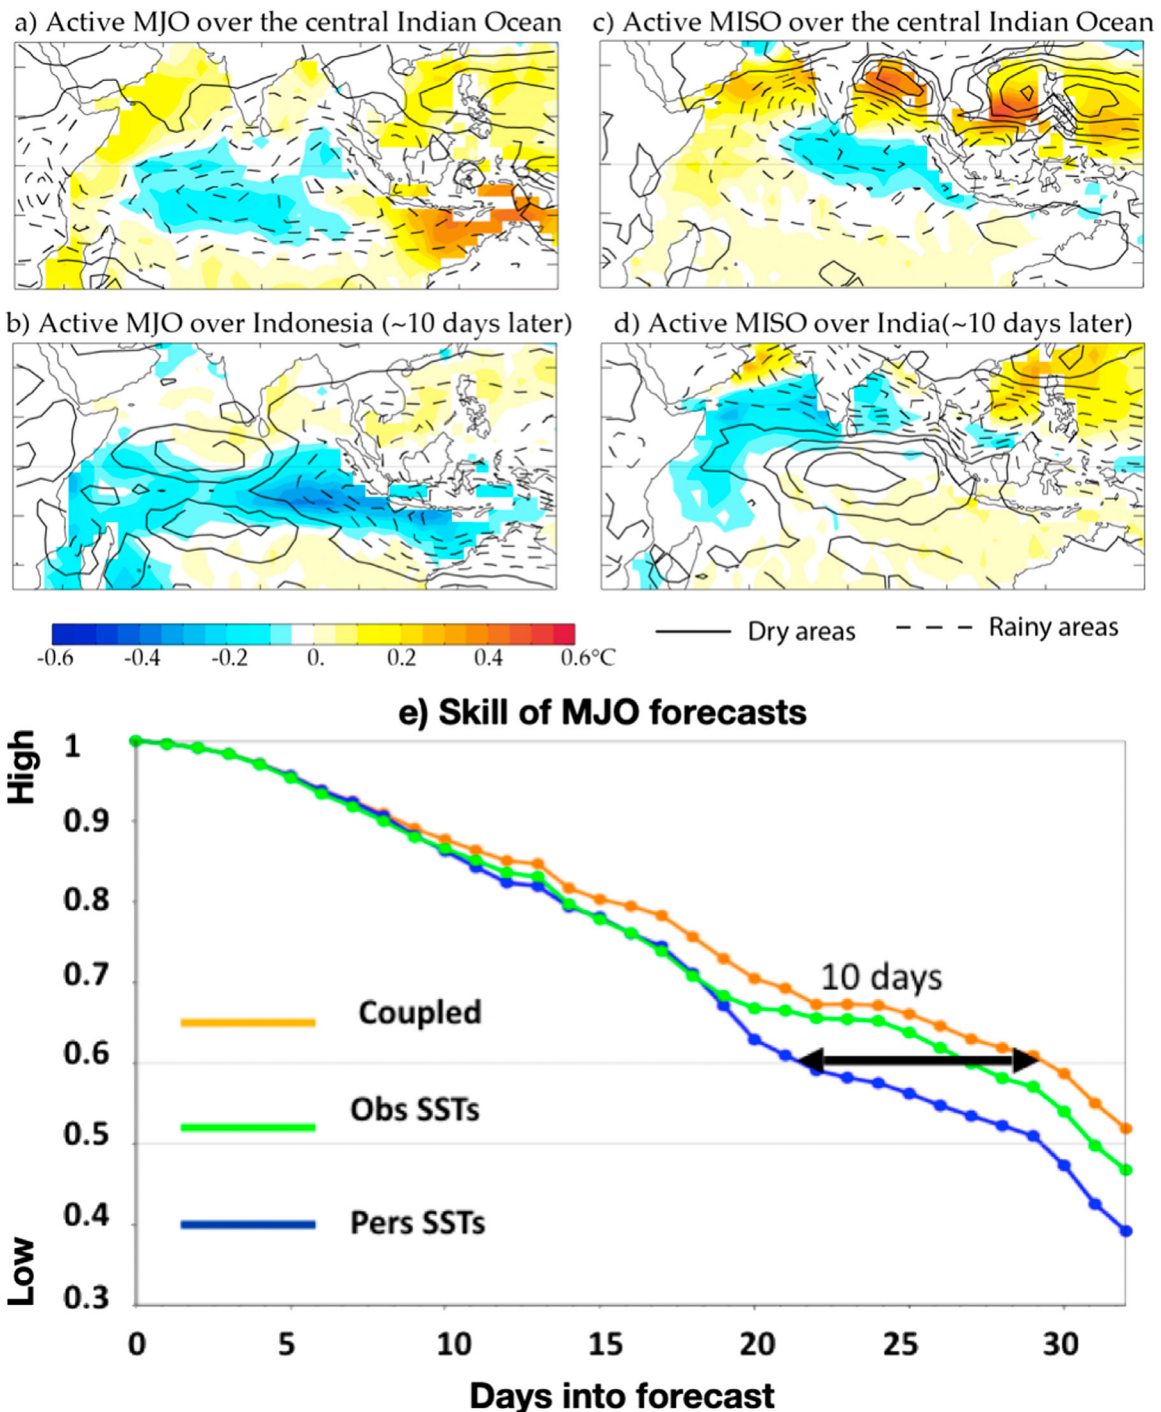 a) Active MJO over the central Indian Ocean
c) Active MISO over the central Indian Ocean
b) Active MJO over Indonesia (~10 days later)
d) Active MISO over India(~10 days later)
-0.6 -0.4 -0.2 0. 0.2 0.4 0.6°C
Dry areas
Rainy areas
e) Skill of MJO forecasts
High
1
0.9
0.8
0.7
0.6
0.5
0.4
0.3
Low
10 days
Coupled
Obs SSTs
Pers SSTs
0 5 10 15 20 25 30
Days into forecast